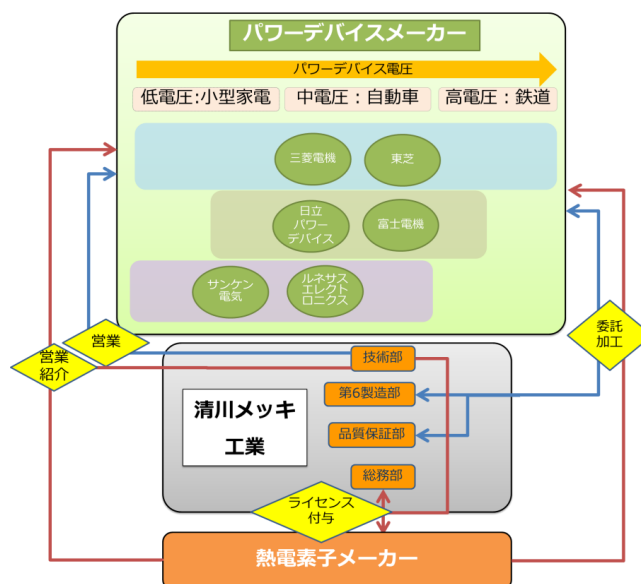 パワーデバイスメーカー
パワーデバイス電圧
低電圧:小型家電
中電圧：自動車
高電圧：鉄道
三菱電機
東芝
日立
パワー
デバイス
富士電機
サンケン
電気
ルネサス
エレクト
ロニクス
営業
営業
紹介
委託
加工
技術部
第6製造部
清川メッキ
工業
品質保証部
総務部
ライセンス
付与
熱電素子メーカー